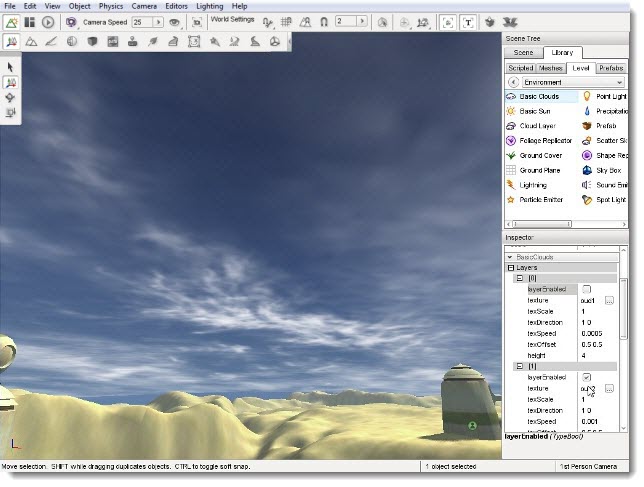 File Edit View Object Physics Camera Editors Lighting Help
Camera Speed 25 World Settings 2
Scene Tree
Scene Library
Scripted Meshes Level Prefabs
Environment
Basic Clouds Point Light
Basic Sun Precipitatio
Cloud Layer Prefab
Foliage Replicator Scatter Sk
Ground Cover Shape Rep
Ground Plane Sky Box
Lightning Sound Emi
Particle Emitter Spot Light
Inspector
BasicClouds
Layers
[0]
layerEnabled
texture oud1 ...
texScale 1
texDirection 1 0
texSpeed 0.0005
texOffset 0.5 0.5
height 4
[1]
layerEnabled
texture ...
texScale 1
texDirection 1 0
texSpeed 0.001
layerEnabled (TypeBool)
Move selection. SHIFT while dragging duplicates objects. CTRL to toggle soft snap. 1 object selected 1st Person Camera